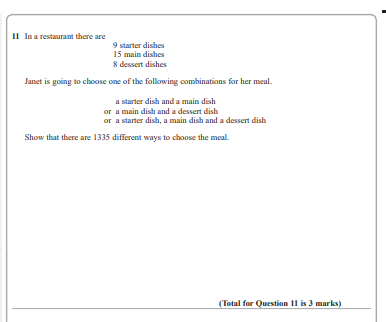 11 In a restaurant there are
9 starter dishes
15 main dishes
8 dessert dishes
Janet is going to choose one of the following combinations for her meal.
a starter dish and a main dish
or a main dish and a dessert dish
or a starter dish, a main dish and a dessert dish
Show that there are 1335 different ways to choose the meal.
(Total for Question 11 is 3 marks)